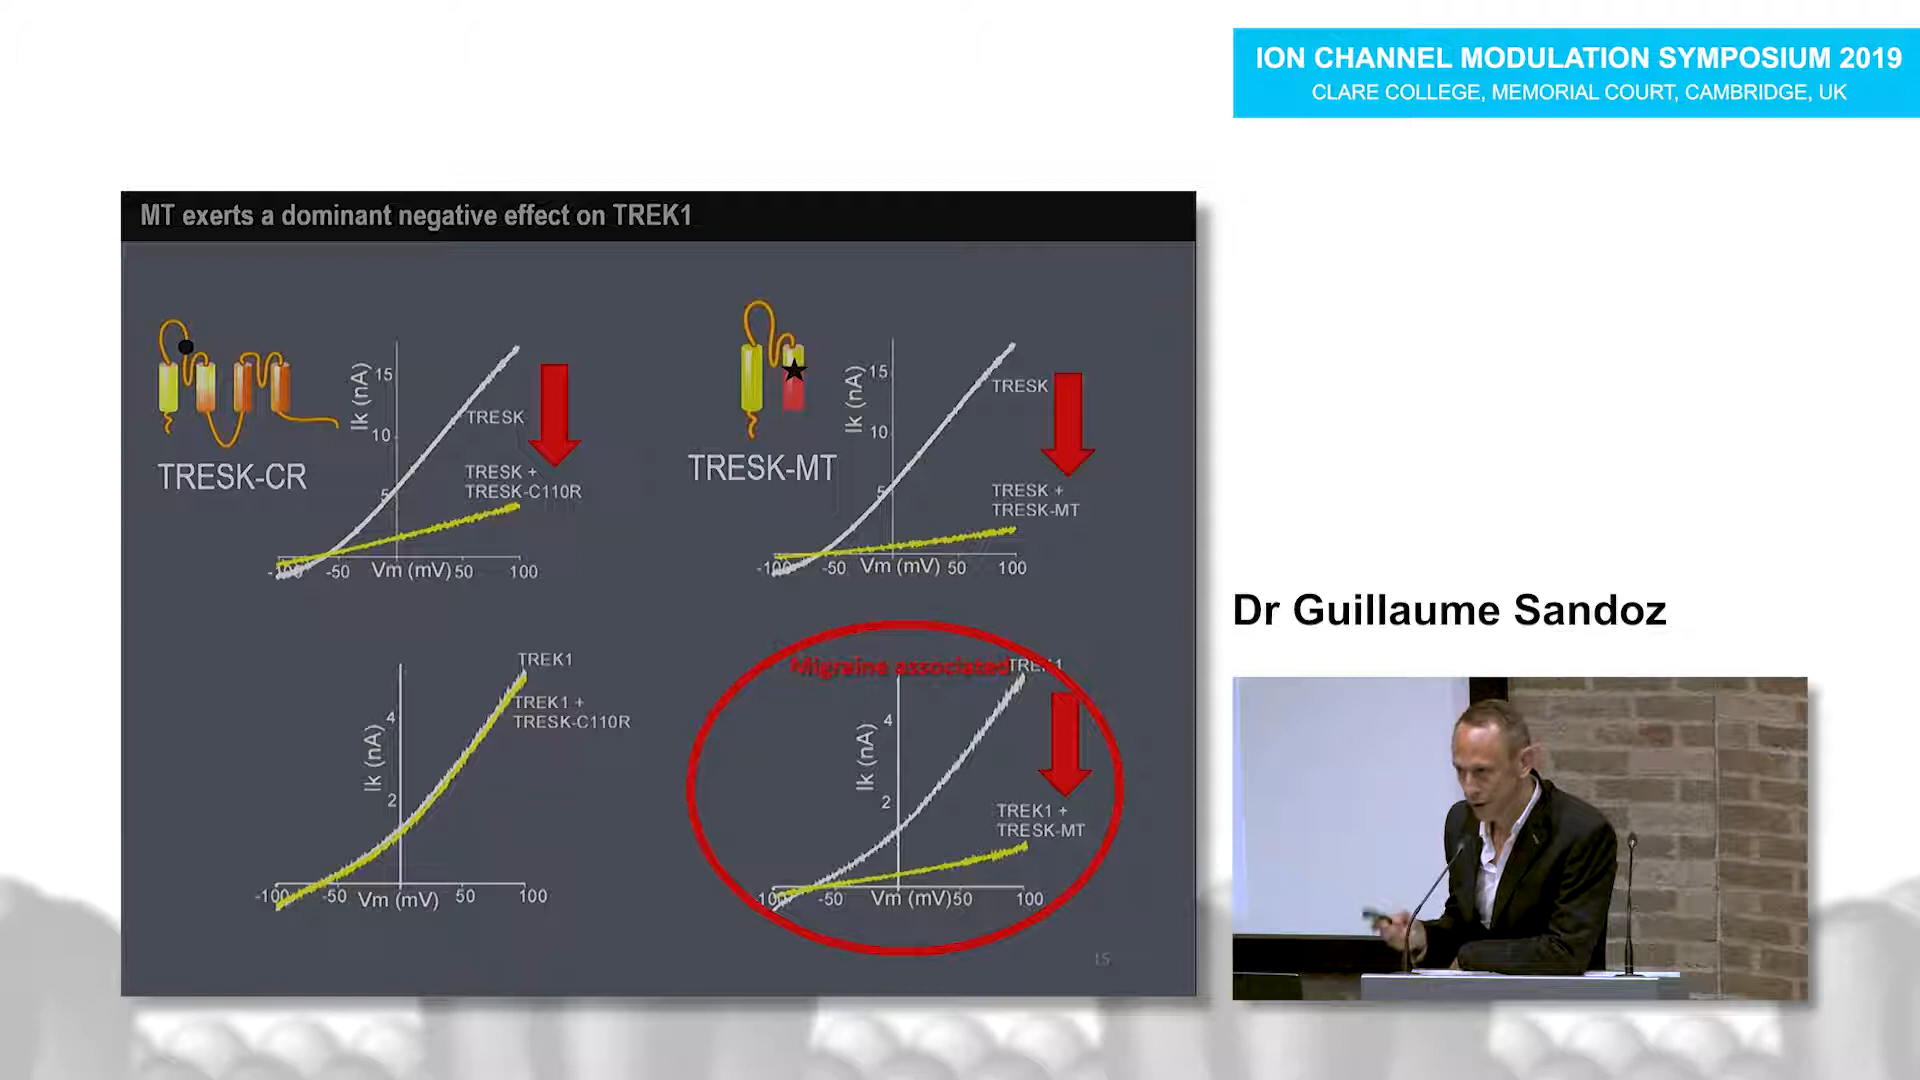 ION CHANNEL MODULATION SYMPOSIUM 2019
CLARE COLLEGE, MEMORIAL COURT, CAMBRIDGE, UK
MT exerts a dominant negative effect on TREK1
TRESK-CR
Ik (nA)
15
10
5
TRESK
TRESK +
TRESK-C110R
-100
-50
Vm (mV)
50
100
TRESK-MT
Ik (nA)
15
10
5
TRESK
TRESK +
TRESK-MT
-100
-50
Vm (mV)
50
100
TREK1
TREK1 +
TRESK-C110R
Ik (nA)
4
2
-100
-50
Vm (mV)
50
100
Migraine associated
TREK1
Ik (nA)
4
2
TREK1 +
TRESK-MT
-100
-50
Vm (mV)
50
100
15
Dr Guillaume Sandoz